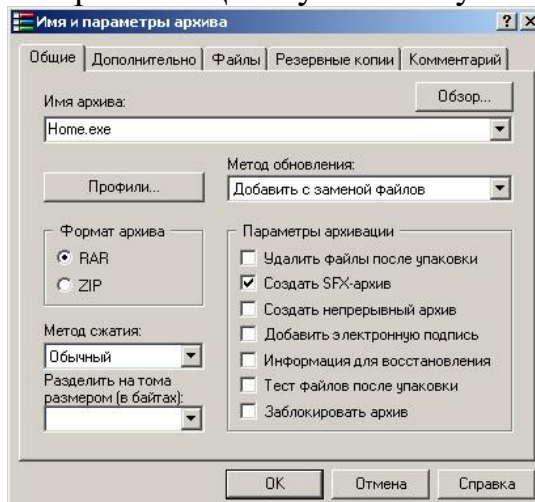 Имя и параметры архива
Общие Дополнительно Файлы Резервные копии Комментарий
Имя архива:
Обзор...
Home.exe
Метод обновления:
Профили...
Добавить с заменой файлов
Формат архива
RAR
ZIP
Параметры архивации
Удалить файлы после упаковки
Создать SFX-архив
Создать непрерывный архив
Добавить электронную подпись
Информация для восстановления
Тест файлов после упаковки
Заблокировать архив
Метод сжатия:
Обычный
Разделить на тома
размером (в байтах):
OK Отмена Справка